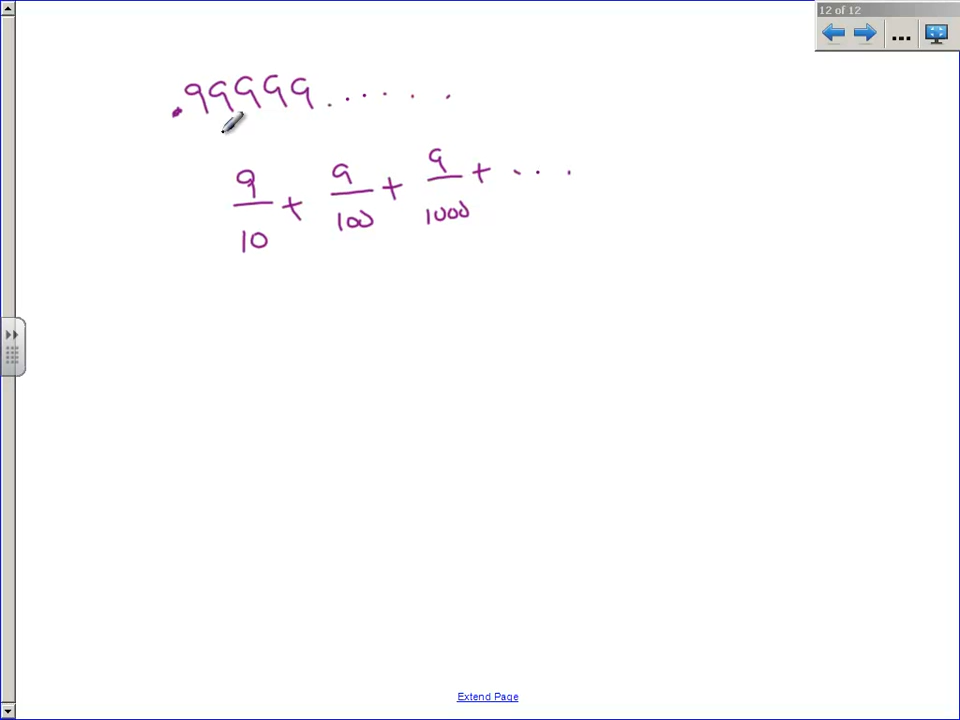 12 of 12
.99999......
9/10 + 9/100 + 9/1000 + ...
Extend Page